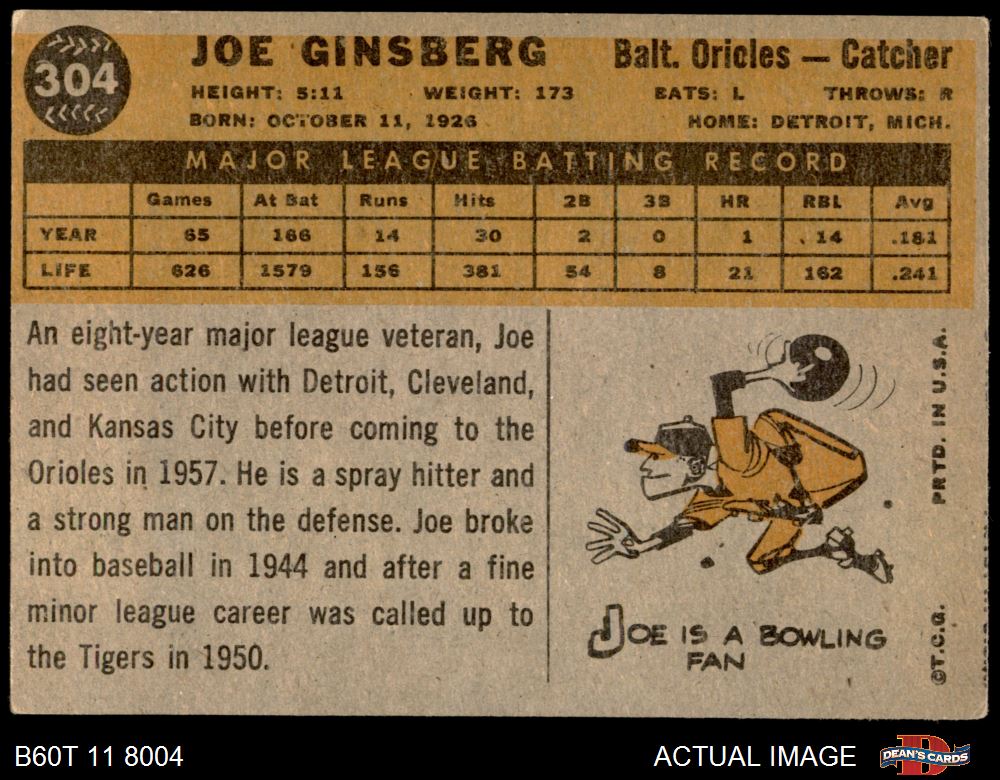 304
JOE GINSBERG
Balt. Orioles — Catcher
HEIGHT: 5:11 WEIGHT: 173 BATS: L THROWS: R
BORN: OCTOBER 11, 1926 HOME: DETROIT, MICH.
MAJOR LEAGUE BATTING RECORD
Games At Bat Runs Hits 2B 3B HR RBI. Avg
YEAR 65 166 14 30 2 0 1 14 .181
LIFE 626 1579 156 381 54 8 21 162 .241
An eight-year major league veteran, Joe
had seen action with Detroit, Cleveland,
and Kansas City before coming to the
Orioles in 1957. He is a spray hitter and
a strong man on the defense. Joe broke
into baseball in 1944 and after a fine
minor league career was called up to
the Tigers in 1950.
JOE IS A BOWLING
FAN
©T.C.G. PRTD. IN U.S.A.
B60T 11 8004
ACTUAL IMAGE
DEAN'S CARDS